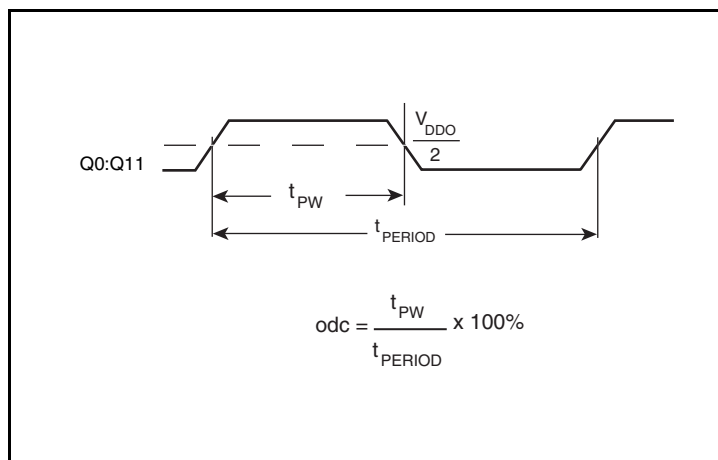 V_DDO
2
Q0:Q11
t_PW
t_PERIOD
odc = t_PW / t_PERIOD x 100%